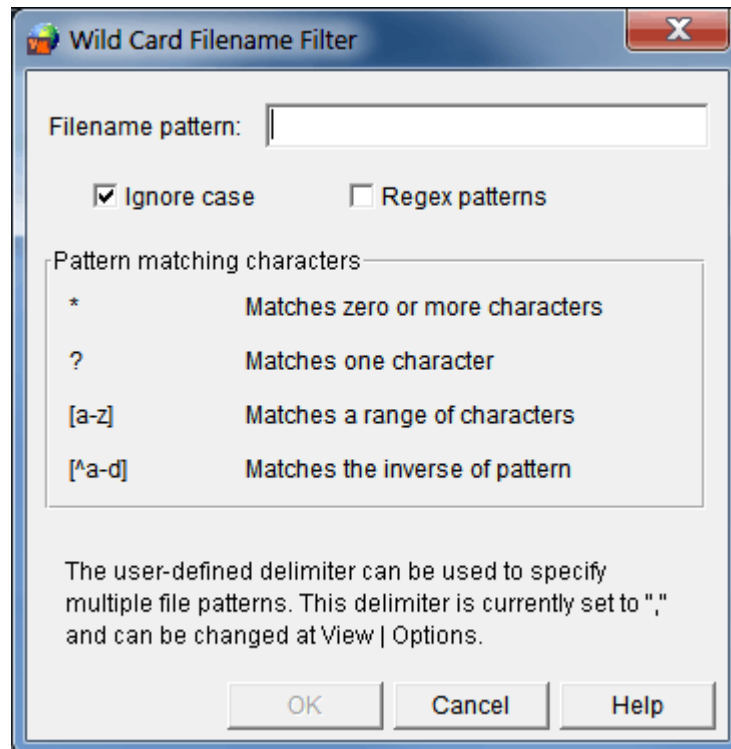 Wild Card Filename Filter
Filename pattern:
Ignore case Regex patterns
Pattern matching characters
* Matches zero or more characters
? Matches one character
[a-z] Matches a range of characters
[^a-d] Matches the inverse of pattern
The user-defined delimiter can be used to specify
multiple file patterns. This delimiter is currently set to ","
and can be changed at View | Options.
OK Cancel Help